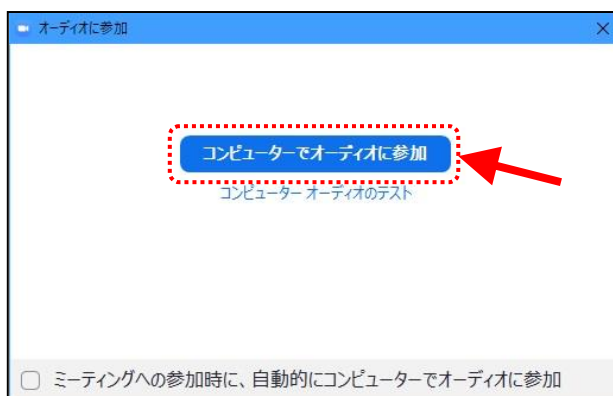 オーディオに参加
コンピューターでオーディオに参加
コンピューター オーディオのテスト
ミーティングへの参加時に、自動的にコンピューターでオーディオに参加